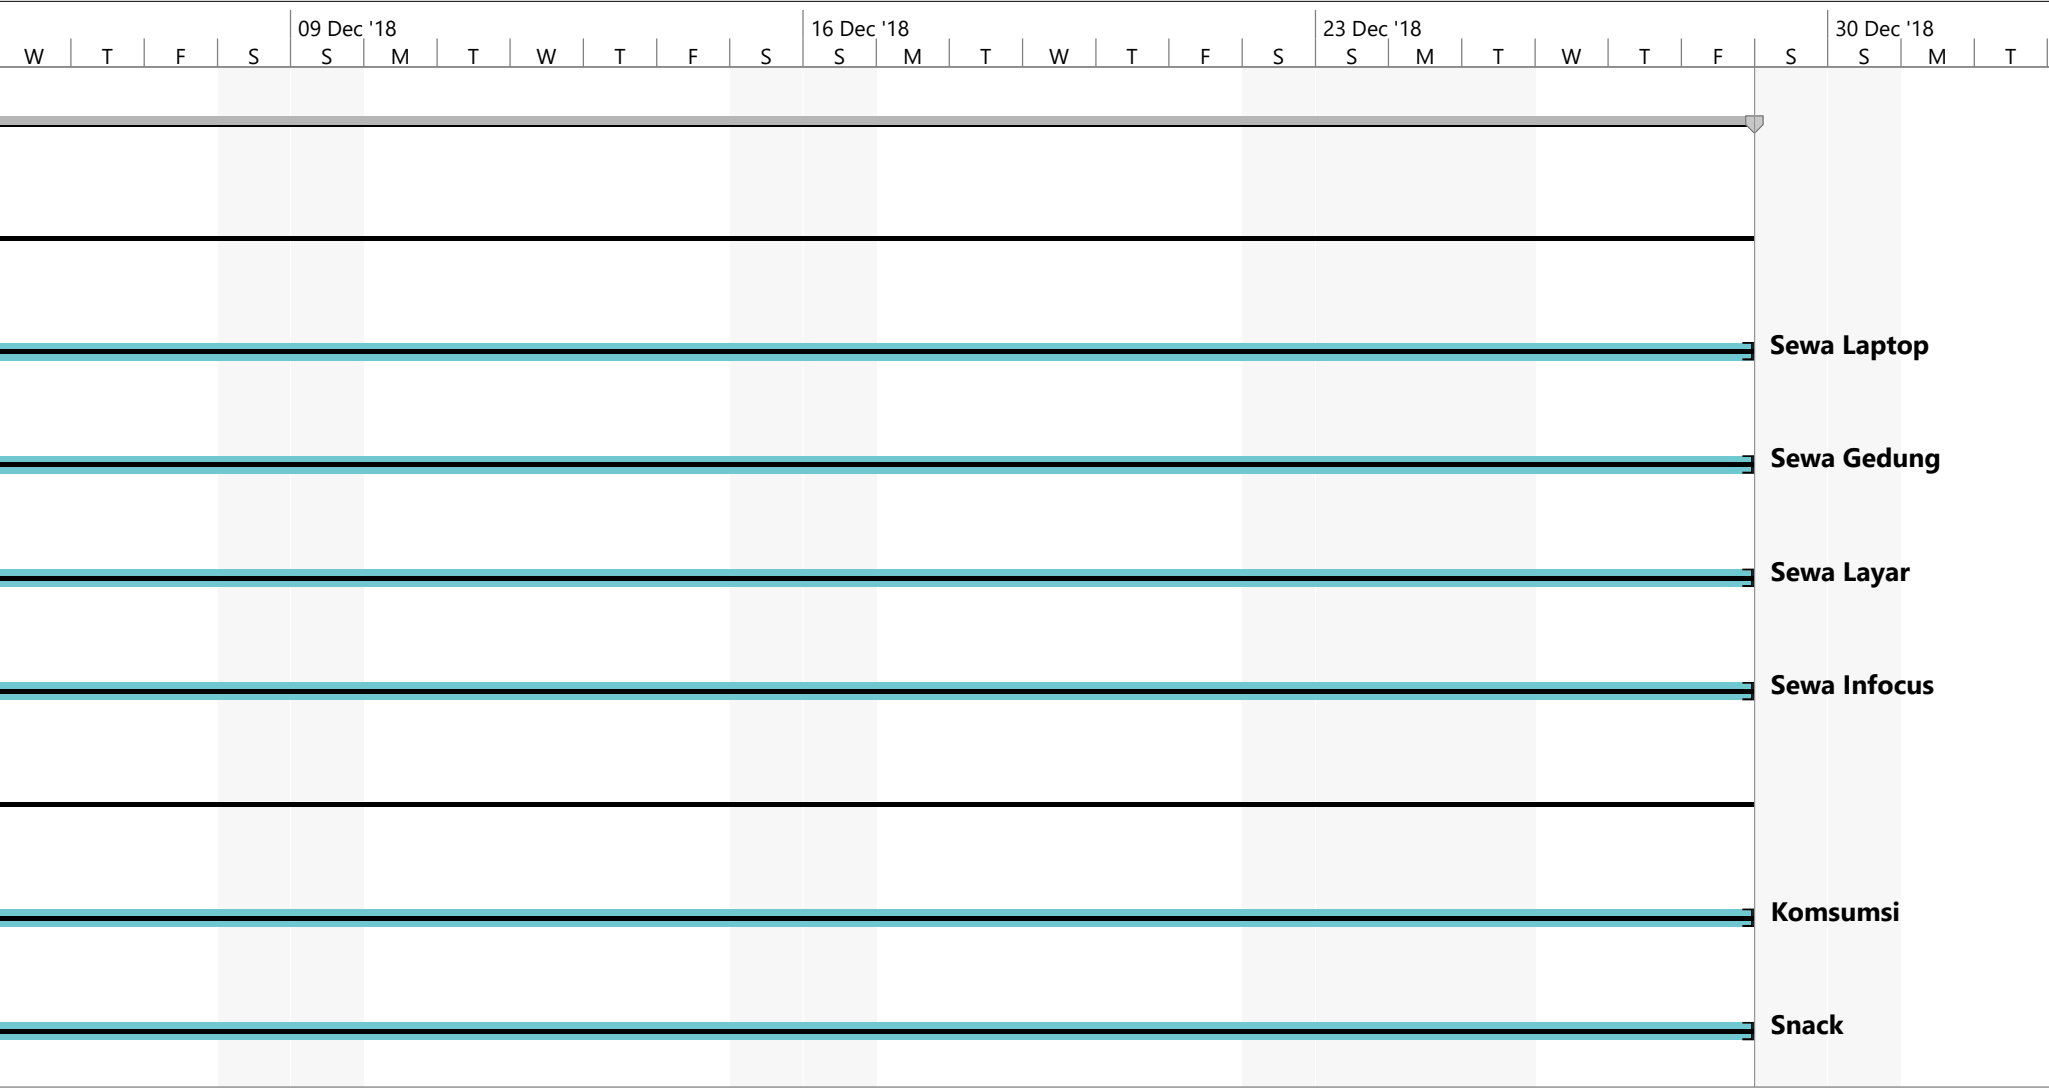 09 Dec '18 16 Dec '18 23 Dec '18 30 Dec '18
W T F S S M T W T F S S M T W T F S S M T W T F S S M T
Sewa Laptop
Sewa Gedung
Sewa Layar
Sewa Infocus
Komsumsi
Snack